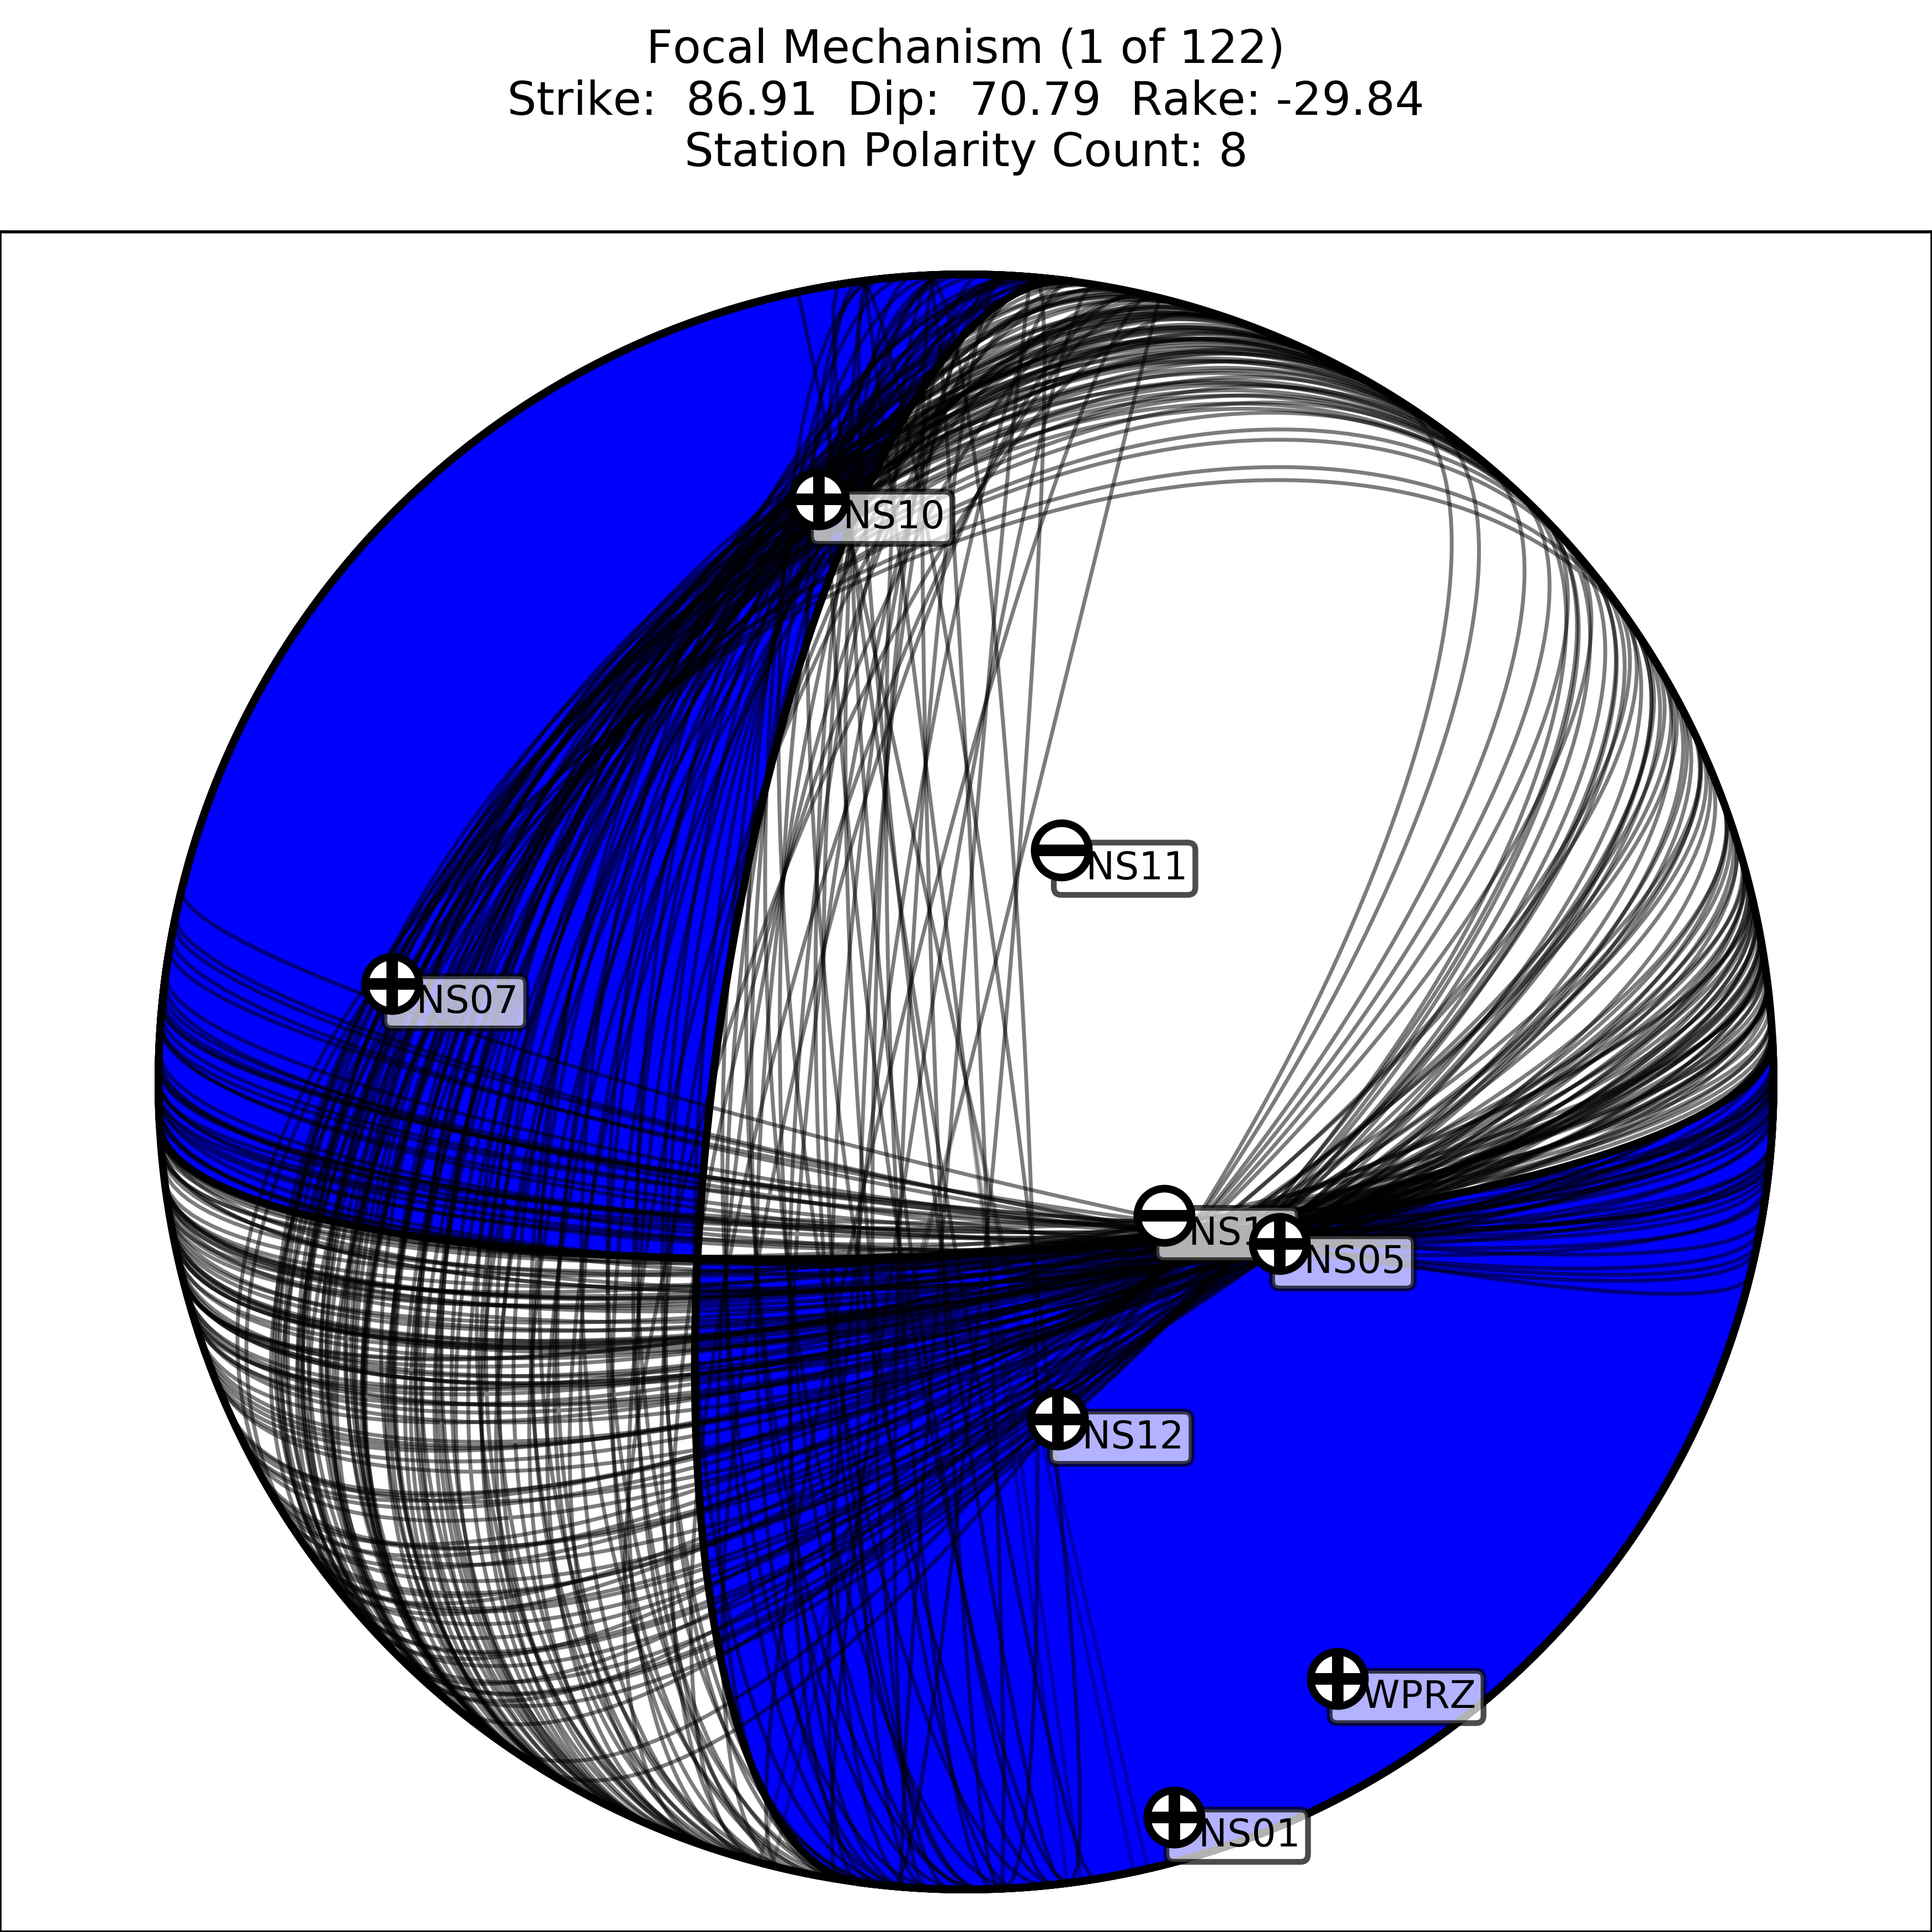 Focal Mechanism (1 of 122)
Strike:  86.91  Dip:  70.79  Rake: -29.84
Station Polarity Count: 8
NS10
NS11
NS07
NS05
NS12
WPRZ
NS01